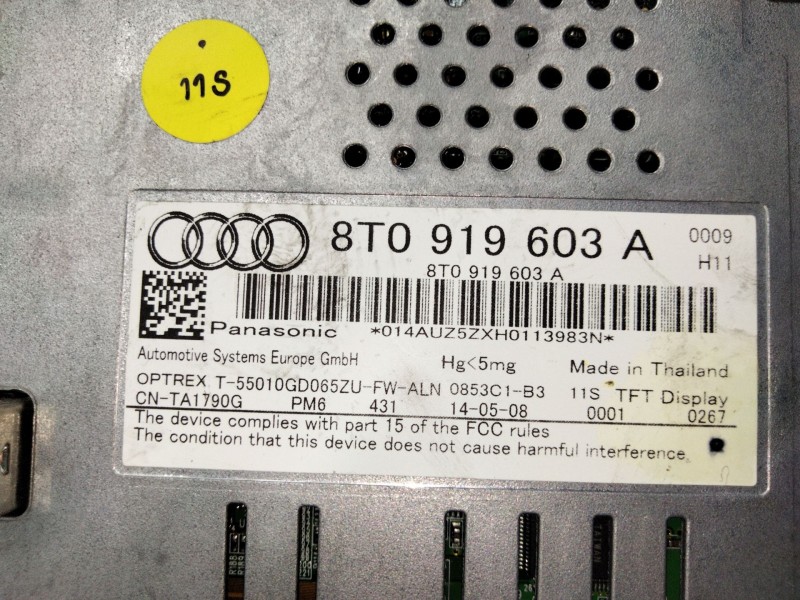 11S
8T0 919 603 A 0009
H11
8T0 919 603 A
Panasonic *014AUZ5ZXH0113983N*
Automotive Systems Europe GmbH Hg<5mg Made in Thailand
OPTREX T-55010GD065ZU-FW-ALN 0853C1-B3 11S TFT Display
CN-TA1790G PM6 431 14-05-08 0001 0267
The device complies with part 15 of the FCC rules
The condition that this device does not cause harmful interference.